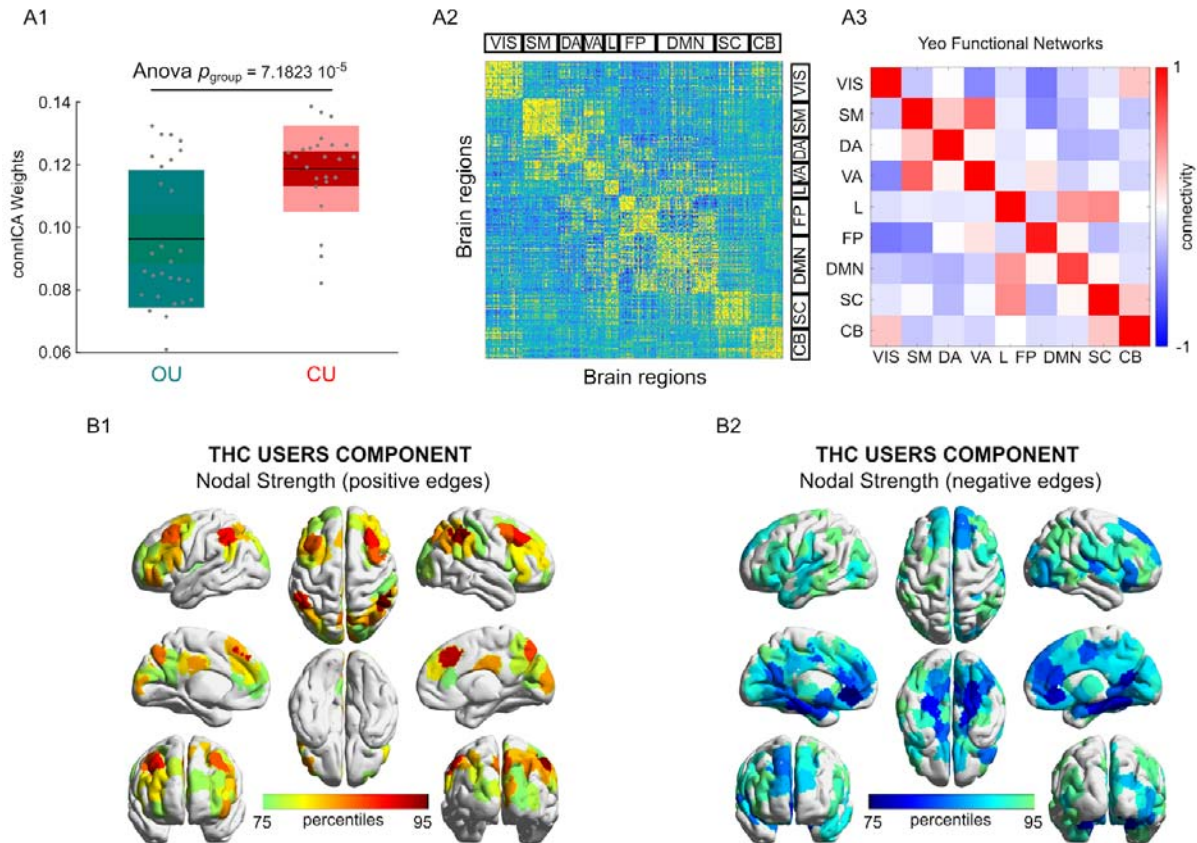 A1
Anova pgroup = 7.1823 10-5
connICA Weights
0.14
0.12
0.10
0.08
0.06
OU
CU
A2
VIS SM DA VA L FP DMN SC CB
Brain regions
VIS SM DA VA L FP DMN SC CB
Brain regions
A3
Yeo Functional Networks
VIS
SM
DA
VA
L
FP
DMN
SC
CB
VIS SM DA VA L FP DMN SC CB
1
connectivity
-1
B1
THC USERS COMPONENT
Nodal Strength (positive edges)
75 percentiles 95
B2
THC USERS COMPONENT
Nodal Strength (negative edges)
75 percentiles 95